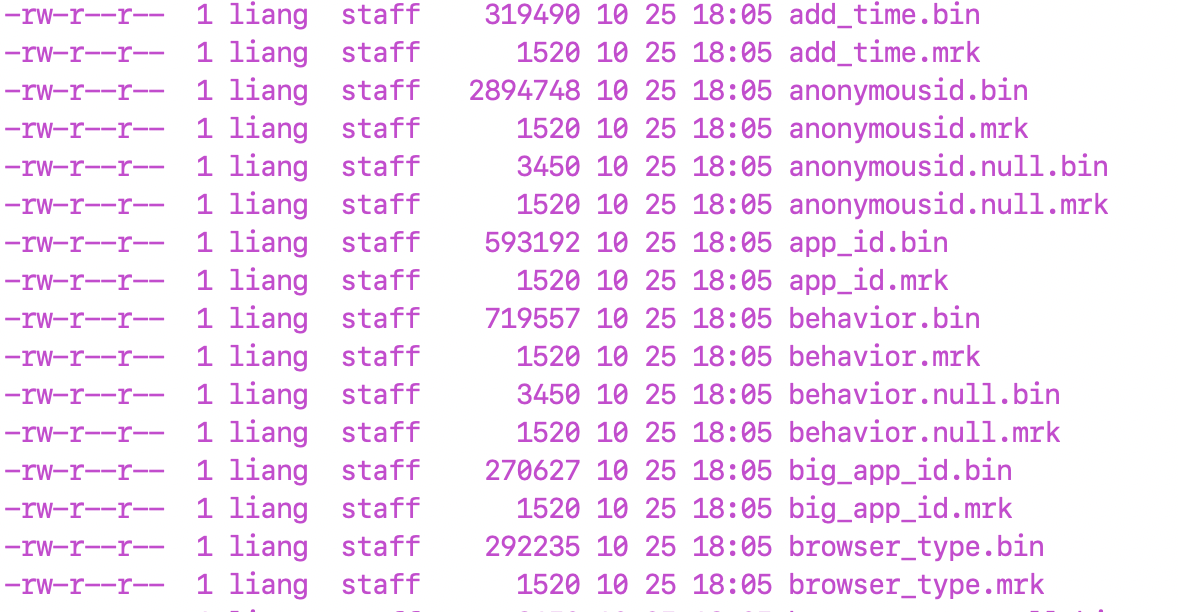 -rw-r--r-- 1 liang staff 319490 10 25 18:05 add_time.bin
-rw-r--r-- 1 liang staff 1520 10 25 18:05 add_time.mrk
-rw-r--r-- 1 liang staff 2894748 10 25 18:05 anonymousid.bin
-rw-r--r-- 1 liang staff 1520 10 25 18:05 anonymousid.mrk
-rw-r--r-- 1 liang staff 3450 10 25 18:05 anonymousid.null.bin
-rw-r--r-- 1 liang staff 1520 10 25 18:05 anonymousid.null.mrk
-rw-r--r-- 1 liang staff 593192 10 25 18:05 app_id.bin
-rw-r--r-- 1 liang staff 1520 10 25 18:05 app_id.mrk
-rw-r--r-- 1 liang staff 719557 10 25 18:05 behavior.bin
-rw-r--r-- 1 liang staff 1520 10 25 18:05 behavior.mrk
-rw-r--r-- 1 liang staff 3450 10 25 18:05 behavior.null.bin
-rw-r--r-- 1 liang staff 1520 10 25 18:05 behavior.null.mrk
-rw-r--r-- 1 liang staff 270627 10 25 18:05 big_app_id.bin
-rw-r--r-- 1 liang staff 1520 10 25 18:05 big_app_id.mrk
-rw-r--r-- 1 liang staff 292235 10 25 18:05 browser_type.bin
-rw-r--r-- 1 liang staff 1520 10 25 18:05 browser_type.mrk